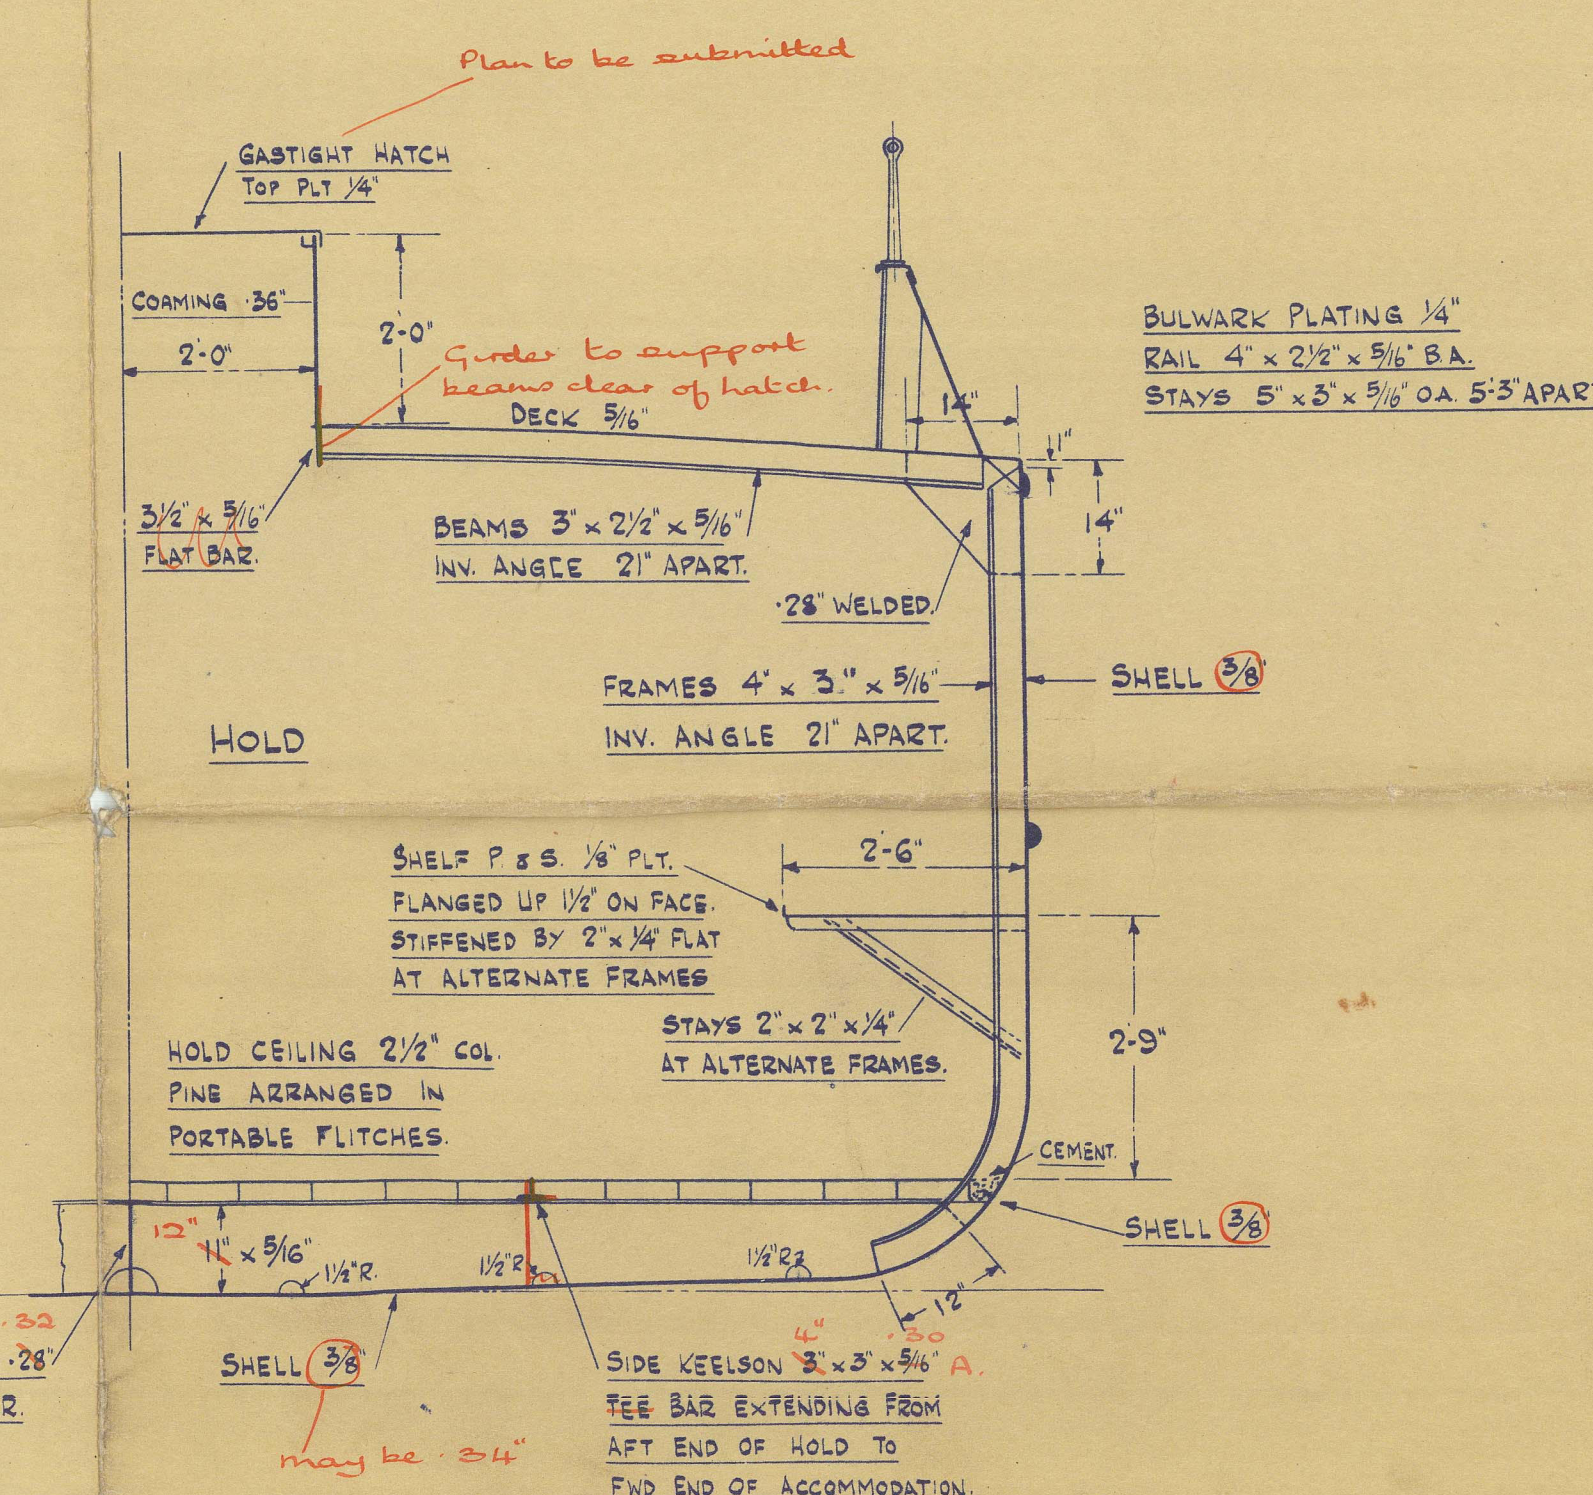 Plan to be submitted
GASTIGHT HATCH
TOP PLT 1/4"
COAMING .36"
2'-0"
2'-0"
Girder to support
beams clear of hatch.
DECK 5/16"
14"
1"
14"
BULWARK PLATING 1/4"
RAIL 4" x 2 1/2" x 5/16" B.A.
STAYS 5" x 3" x 5/16" O.A. 5'-3" APART
3 1/2" x 5/16"
FLAT BAR.
BEAMS 3" x 2 1/2" x 5/16"
INV. ANGLE 21" APART.
.28" WELDED.
FRAMES 4" x 3" x 5/16"
INV. ANGLE 21" APART.
SHELL 3/8"
HOLD
2'-6"
SHELF P. & S. 1/8" PLT.
FLANGED UP 1 1/2" ON FACE.
STIFFENED BY 2" x 1/4" FLAT
AT ALTERNATE FRAMES
STAYS 2" x 2" x 1/4"
AT ALTERNATE FRAMES.
2'-9"
HOLD CEILING 2 1/2" COL.
PINE ARRANGED IN
PORTABLE FLITCHES.
CEMENT.
SHELL 3/8"
12"
11" x 5/16"
1 1/2" R.
1 1/2" R.
1 1/2" R.
12"
.32
.28"
R.
SHELL 3/8"
may be .34"
4" .30
SIDE KEELSON 3" x 3" x 5/16" A.
TEE BAR EXTENDING FROM
AFT END OF HOLD TO
FWD END OF ACCOMMODATION.